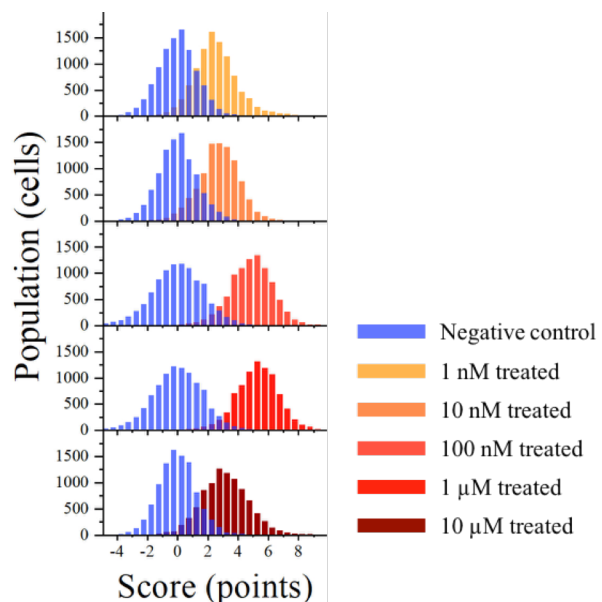 Population (cells)
1500
1000
500
0
1500
1000
500
0
1500
1000
500
0
1500
1000
500
0
1500
1000
500
0
-4 -2 0 2 4 6 8
Score (points)
Negative control
1 nM treated
10 nM treated
100 nM treated
1 µM treated
10 µM treated